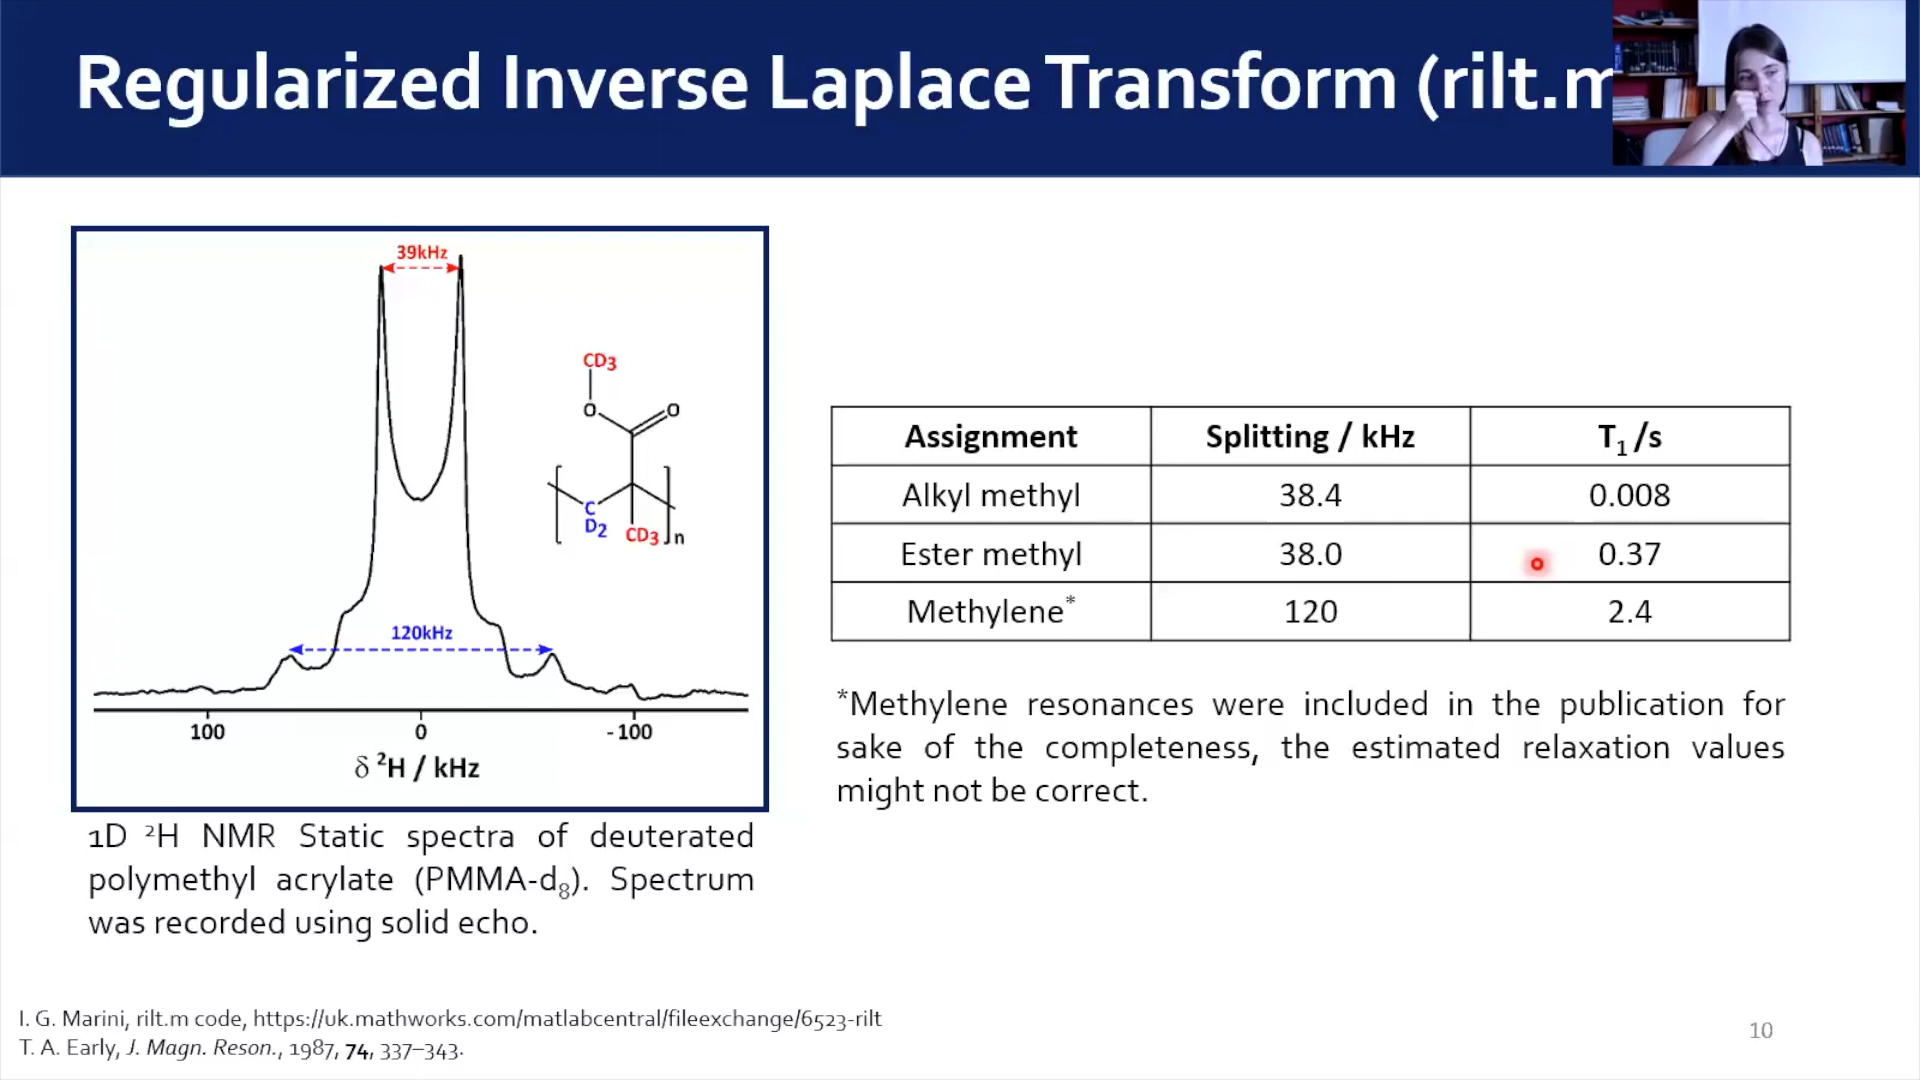 Regularized Inverse Laplace Transform (rilt.m
39kHz
CD3
O
O
C
D2
CD3
n
120kHz
100
0
-100
δ ²H / kHz
Assignment Splitting / kHz T₁ /s
Alkyl methyl 38.4 0.008
Ester methyl 38.0 0.37
Methylene* 120 2.4
*Methylene resonances were included in the publication for
sake of the completeness, the estimated relaxation values
might not be correct.
1D ²H NMR Static spectra of deuterated
polymethyl acrylate (PMMA-d₈). Spectrum
was recorded using solid echo.
I. G. Marini, rilt.m code, https://uk.mathworks.com/matlabcentral/fileexchange/6523-rilt
T. A. Early, J. Magn. Reson., 1987, 74, 337–343.
10